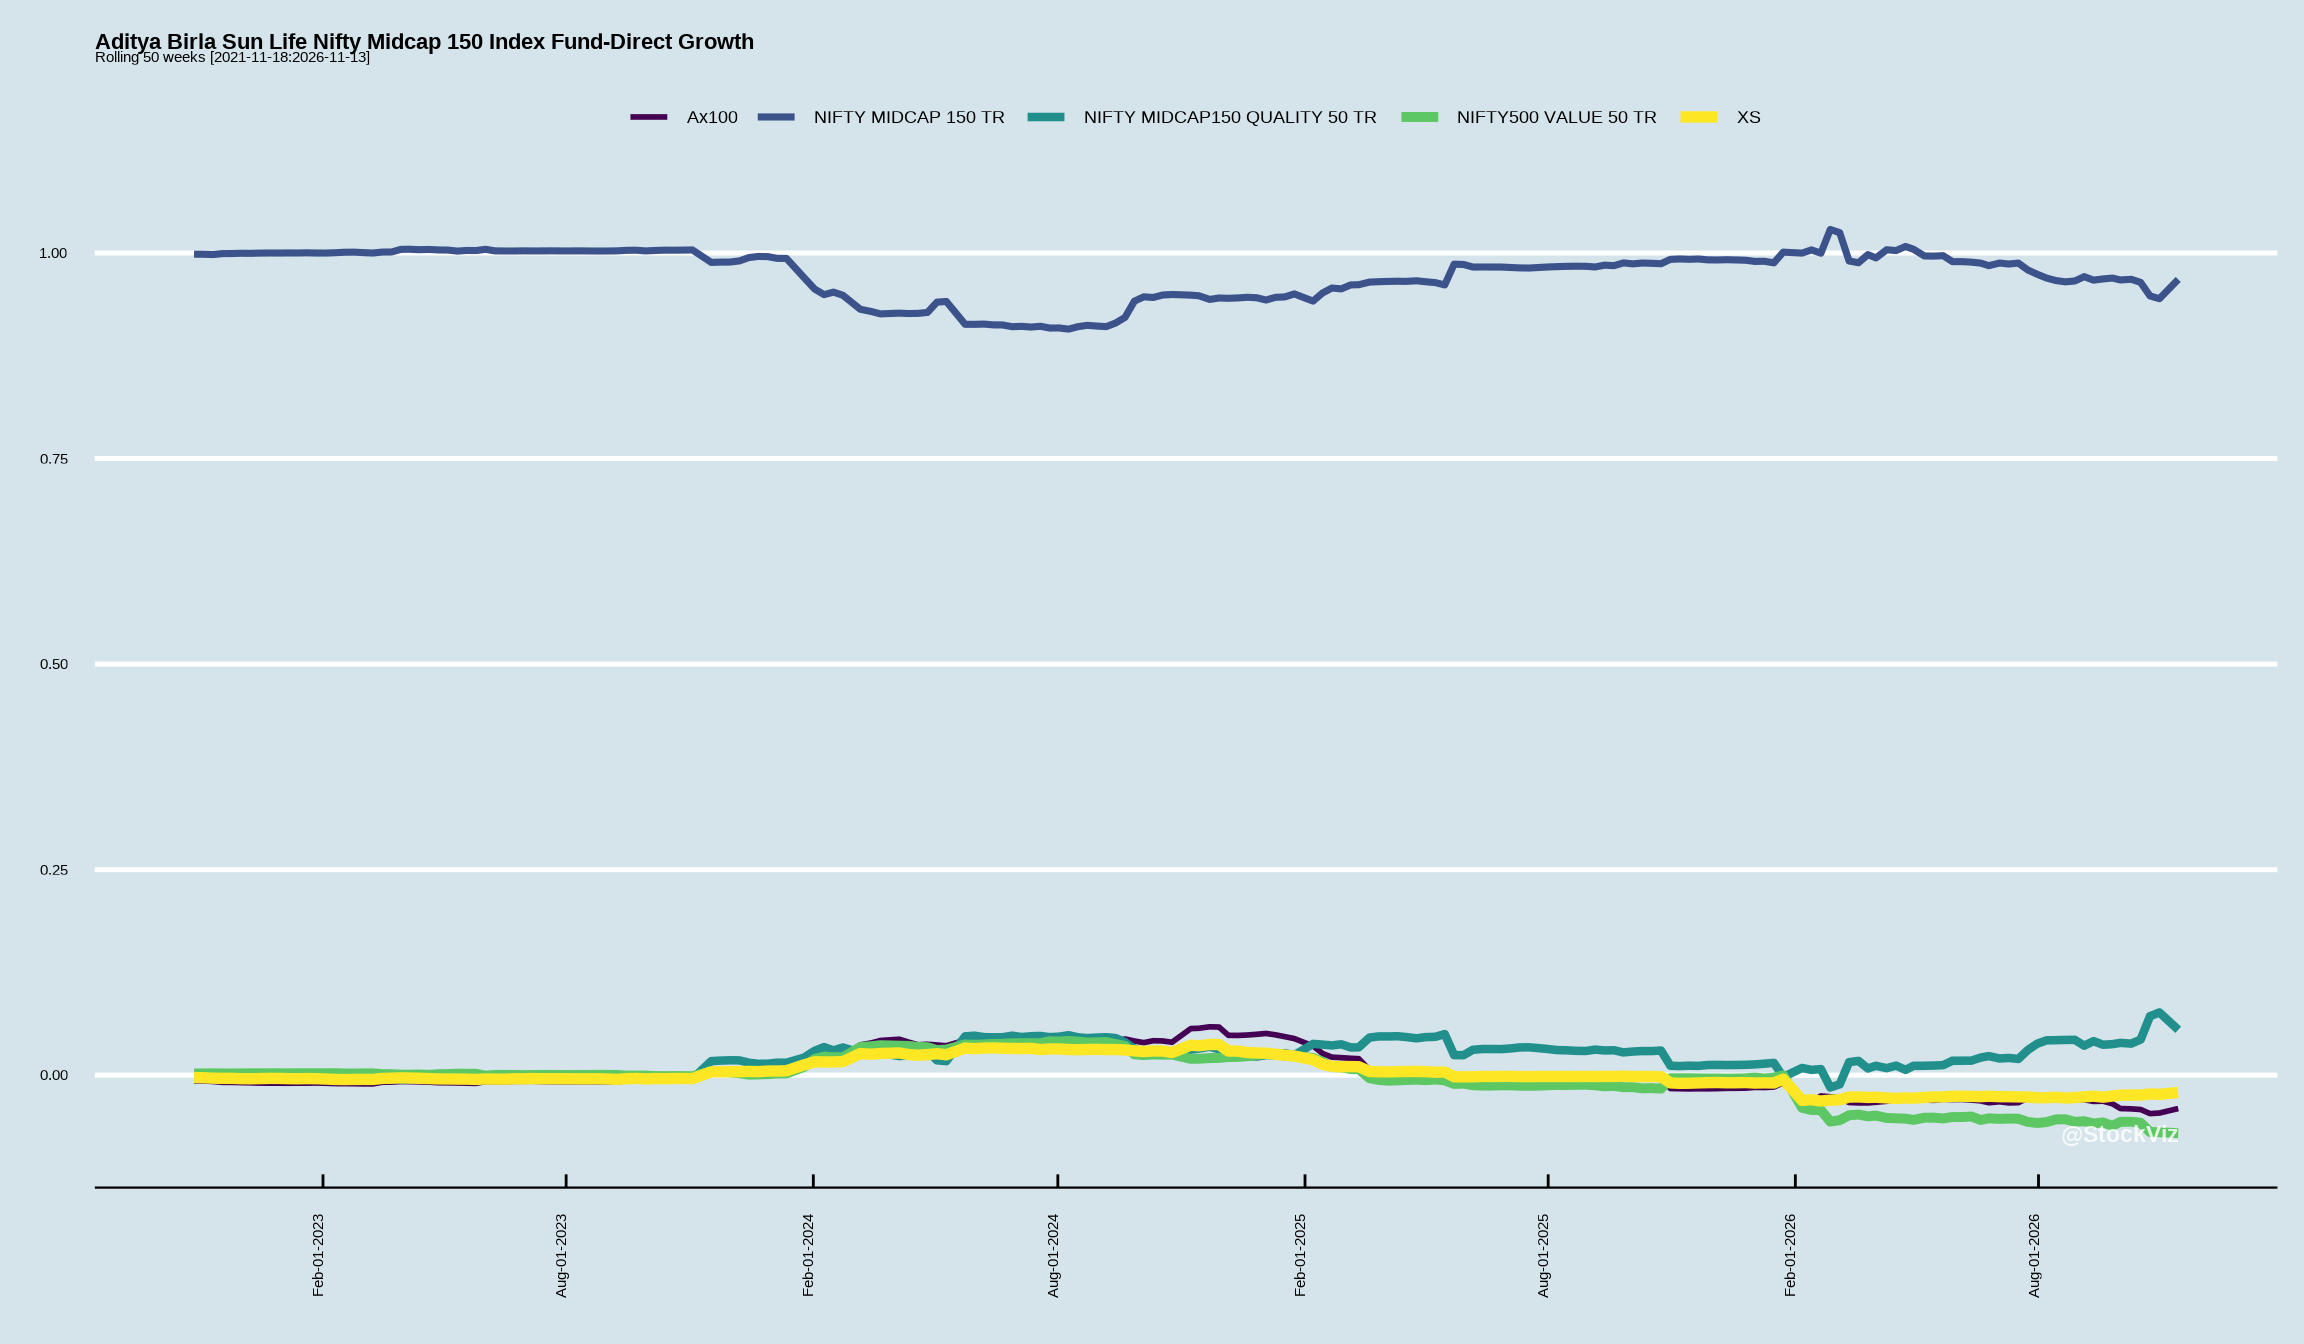 Aditya Birla Sun Life Nifty Midcap 150 Index Fund-Direct Growth
Rolling 50 weeks [2021-11-18:2026-11-13]
Ax100 NIFTY MIDCAP 150 TR NIFTY MIDCAP150 QUALITY 50 TR NIFTY500 VALUE 50 TR XS
1.00
0.75
0.50
0.25
0.00
@StockViz
Feb-01-2023 Aug-01-2023 Feb-01-2024 Aug-01-2024 Feb-01-2025 Aug-01-2025 Feb-01-2026 Aug-01-2026